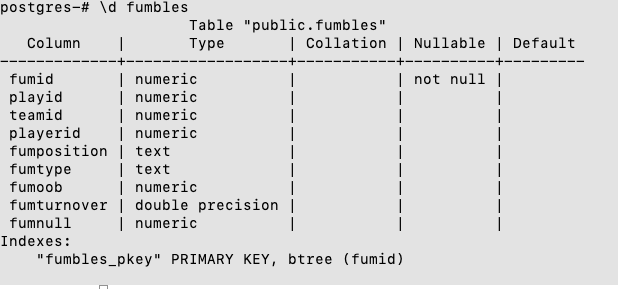 postgres-# \d fumbles
                     Table "public.fumbles"
   Column    |       Type       | Collation | Nullable | Default
-------------+------------------+-----------+----------+---------
 fumid       | numeric          |           | not null |
 playid      | numeric          |           |          |
 teamid      | numeric          |           |          |
 playerid    | numeric          |           |          |
 fumposition | text             |           |          |
 fumtype     | text             |           |          |
 fumoob      | numeric          |           |          |
 fumturnover | double precision |           |          |
 fumnull     | numeric          |           |          |
Indexes:
    "fumbles_pkey" PRIMARY KEY, btree (fumid)